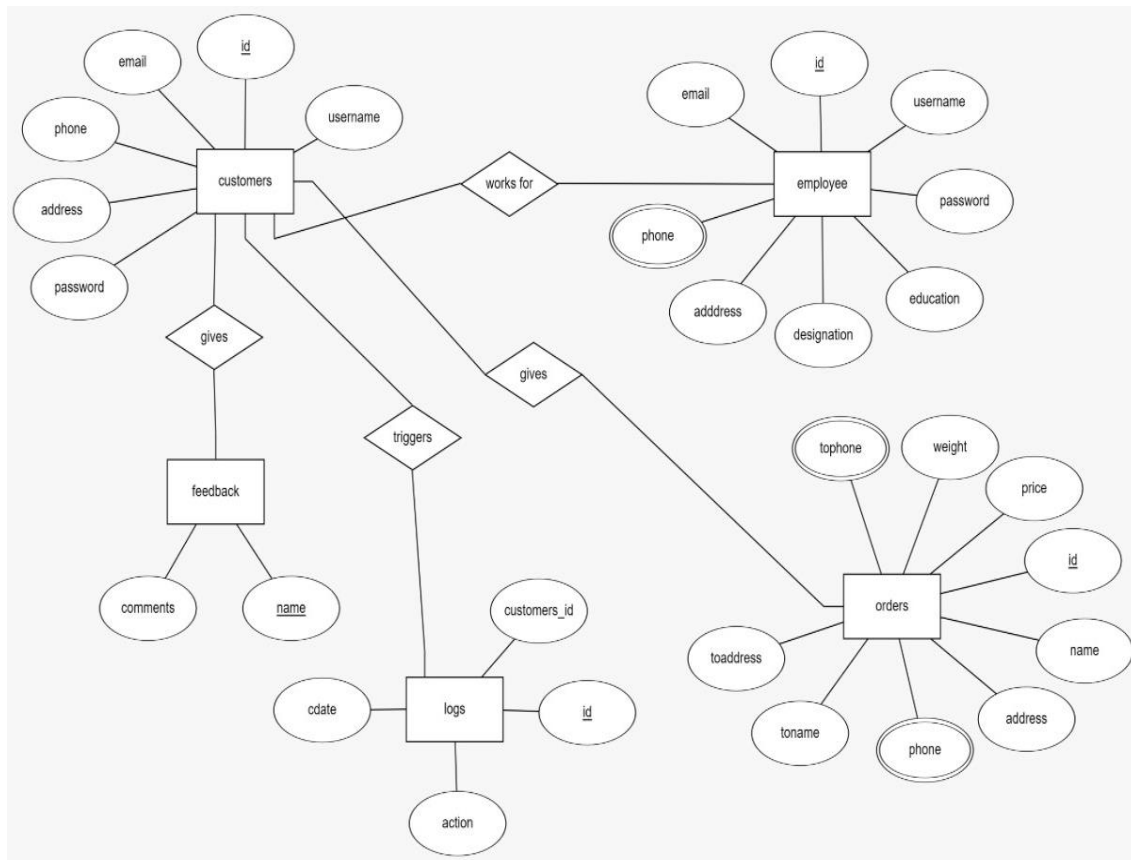 id
email
username
phone
customers
address
password
gives
feedback
comments
name
works for
id
email
username
employee
password
phone
education
adddress
designation
gives
triggers
customers_id
cdate
logs
id
action
tophone
weight
price
id
orders
name
toaddress
address
toname
phone